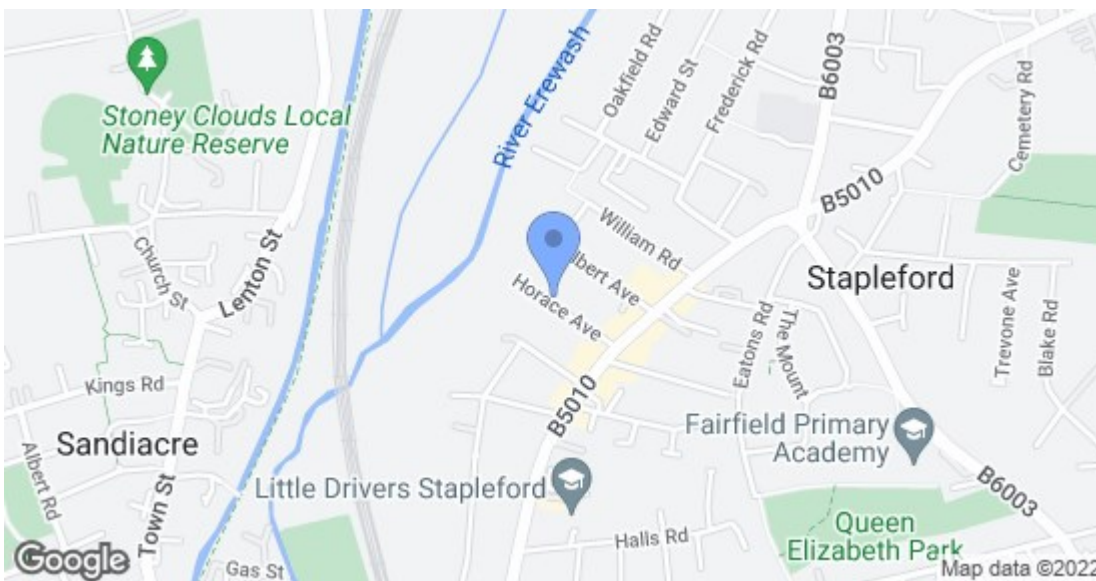 Stoney Clouds Local
Nature Reserve
River Erewash
Oakfield Rd
Edward St
Frederick Rd
B6003
Cemetery Rd
B5010
William Rd
lbert Ave
Horace Ave
Church St
Lenton St
Stapleford
Trevone Ave
Blake Rd
Eatons Rd
The Mount
Kings Rd
Sandiacre
Albert Rd
Town St
B5010
Fairfield Primary
Academy
Little Drivers Stapleford
B6003
Halls Rd
Queen
Elizabeth Park
Gas St
Google
Map data ©2022